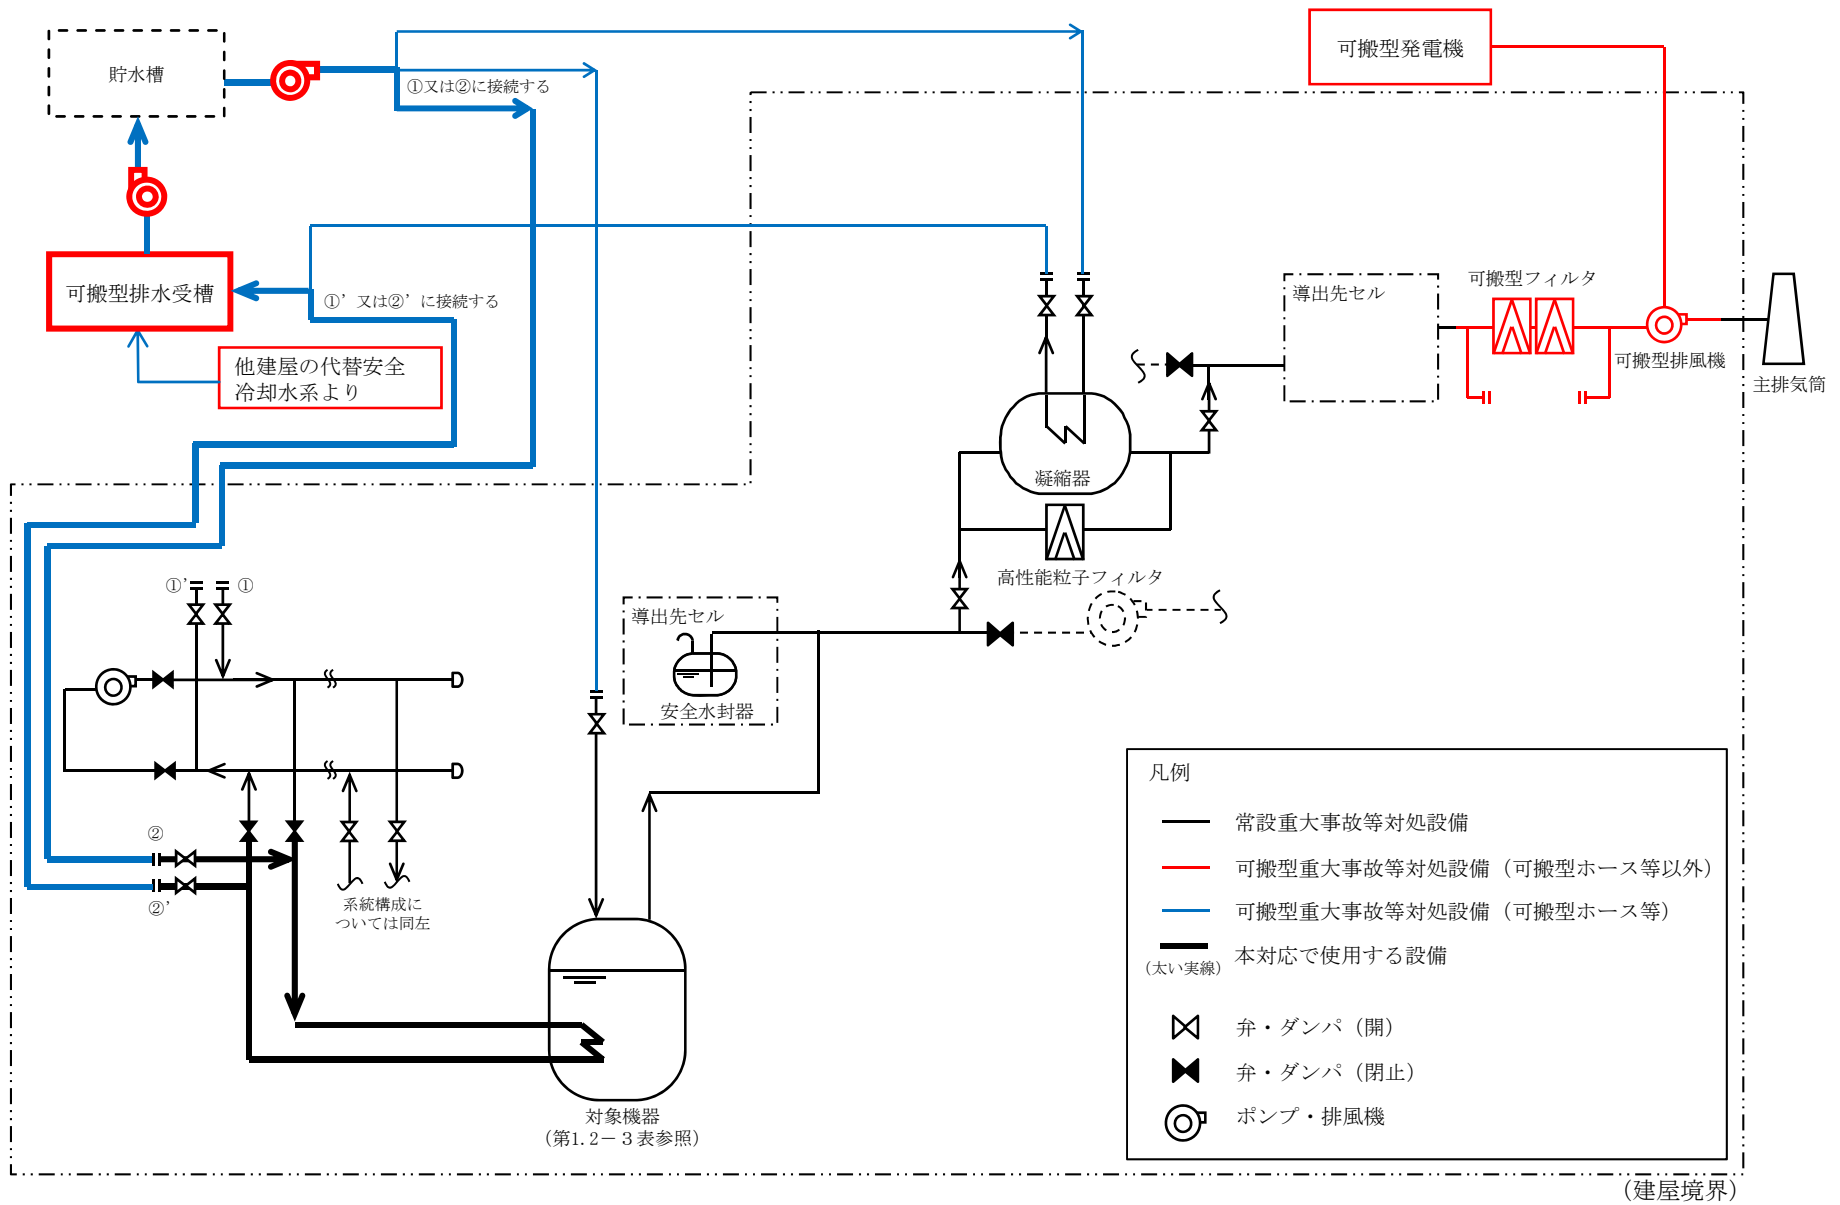 貯水槽
①又は②に接続する
可搬型発電機
可搬型排水受槽
①’又は②’に接続する
他建屋の代替安全
冷却水系より
導出先セル
可搬型フィルタ
可搬型排風機
主排気筒
凝縮器
高性能粒子フィルタ
①’
①
導出先セル
安全水封器
②
②’
系統構成に
ついては同左
対象機器
（第1.2－３表参照）
凡例
常設重大事故等対処設備
可搬型重大事故等対処設備（可搬型ホース等以外）
可搬型重大事故等対処設備（可搬型ホース等）
本対応で使用する設備
（太い実線）
弁・ダンパ（開）
弁・ダンパ（閉止）
ポンプ・排風機
（建屋境界）